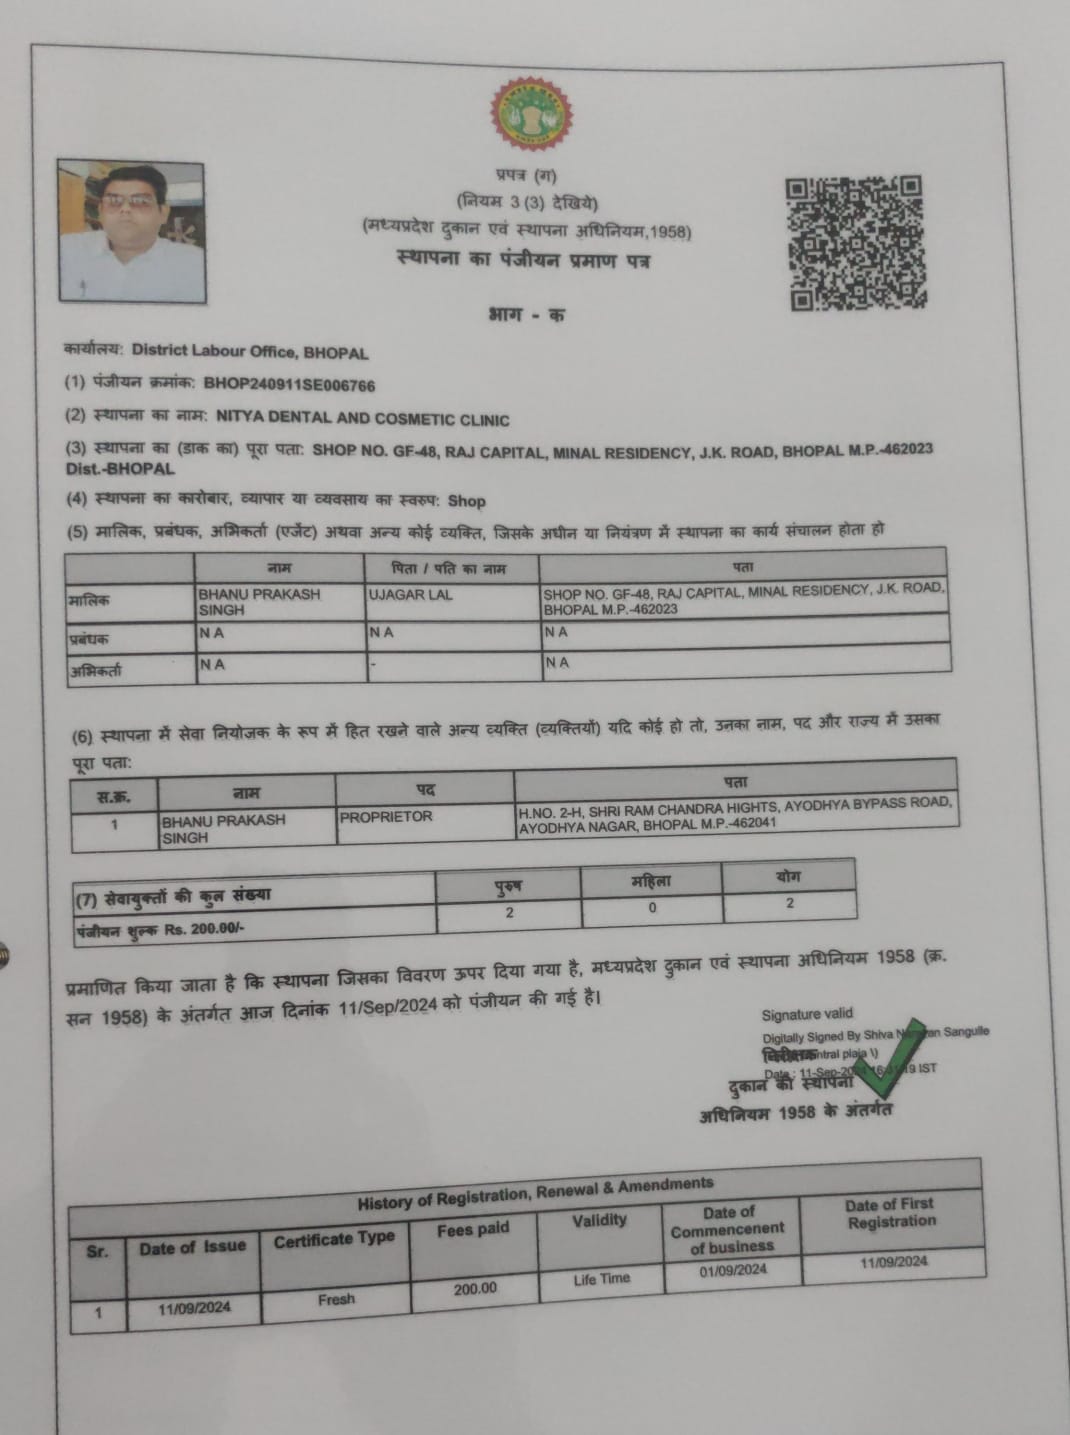 प्रपत्र (ग)
(नियम 3 (3) देखिये)
(मध्यप्रदेश दुकान एवं स्थापना अधिनियम,1958)
स्थापना का पंजीयन प्रमाण पत्र
भाग - क
कार्यालय: District Labour Office, BHOPAL
(1) पंजीयन क्रमांक: BHOP240911SE006766
(2) स्थापना का नाम: NITYA DENTAL AND COSMETIC CLINIC
(3) स्थापना का (डाक का) पूरा पता: SHOP NO. GF-48, RAJ CAPITAL, MINAL RESIDENCY, J.K. ROAD, BHOPAL M.P.-462023
Dist.-BHOPAL
(4) स्थापना का कारोबार, व्यापार या व्यवसाय का स्वरुप: Shop
(5) मालिक, प्रबंधक, अभिकर्ता (एजेंट) अथवा अन्य कोई व्यक्ति, जिसके अधीन या नियंत्रण में स्थापना का कार्य संचालन होता हो
नाम पिता / पति का नाम पता
मालिक BHANU PRAKASH UJAGAR LAL SHOP NO. GF-48, RAJ CAPITAL, MINAL RESIDENCY, J.K. ROAD,
SINGH BHOPAL M.P.-462023
प्रबंधक N A N A N A
अभिकर्ता N A - N A
(6) स्थापना में सेवा नियोजक के रूप में हित रखने वाले अन्य व्यक्ति (व्यक्तियों) यदि कोई हो तो, उनका नाम, पद और राज्य में उसका
पूरा पता:
स.क्र. नाम पद पता
1 BHANU PRAKASH PROPRIETOR H.NO. 2-H, SHRI RAM CHANDRA HIGHTS, AYODHYA BYPASS ROAD,
SINGH AYODHYA NAGAR, BHOPAL M.P.-462041
(7) सेवायुक्तों की कुल संख्या पुरुष महिला योग
पंजीयन शुल्क Rs. 200.00/- 2 0 2
प्रमाणित किया जाता है कि स्थापना जिसका विवरण ऊपर दिया गया है, मध्यप्रदेश दुकान एवं स्थापना अधिनियम 1958 (क्र.
सन 1958) के अंतर्गत आज दिनांक 11/Sep/2024 को पंजीयन की गई है।
Signature valid
Digitally Signed By Shiva Sangulle
निरीक्षक
Date : 11-Sep- IST
दुकान की स्थापना
अधिनियम 1958 के अंतर्गत
History of Registration, Renewal & Amendments
Sr. Date of Issue Certificate Type Fees paid Validity Date of Commencenent of business Date of First Registration
1 11/09/2024 Fresh 200.00 Life Time 01/09/2024 11/09/2024